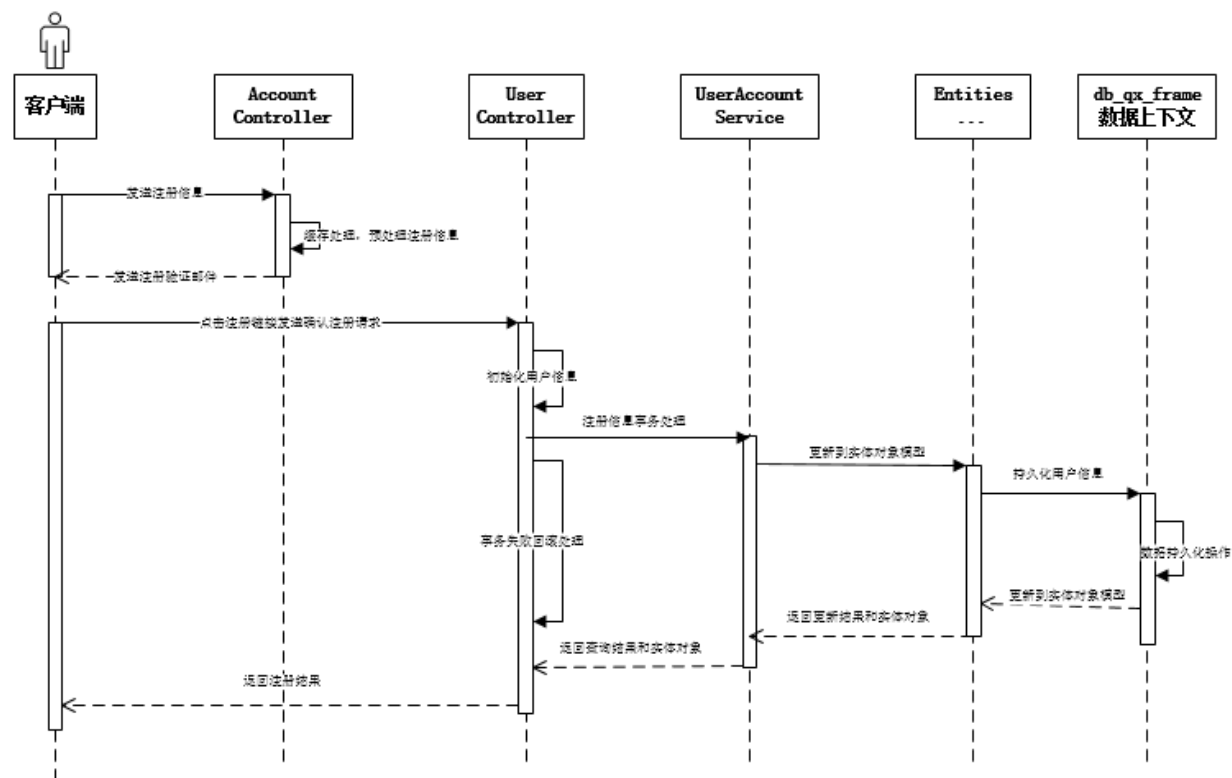 客户端
Account
Controller
User
Controller
UserAccount
Service
Entities
...
db_qx_frame
数据上下文
发送注册信息
缓存处理，预处理注册信息
发送注册验证邮件
点击注册链接发送确认注册请求
初始化用户信息
注册信息事务处理
更新到实体对象模型
持久化用户信息
事务失败回滚处理
数据持久化操作
更新到实体对象模型
返回更新结果和实体对象
返回查询结果和实体对象
返回注册结果